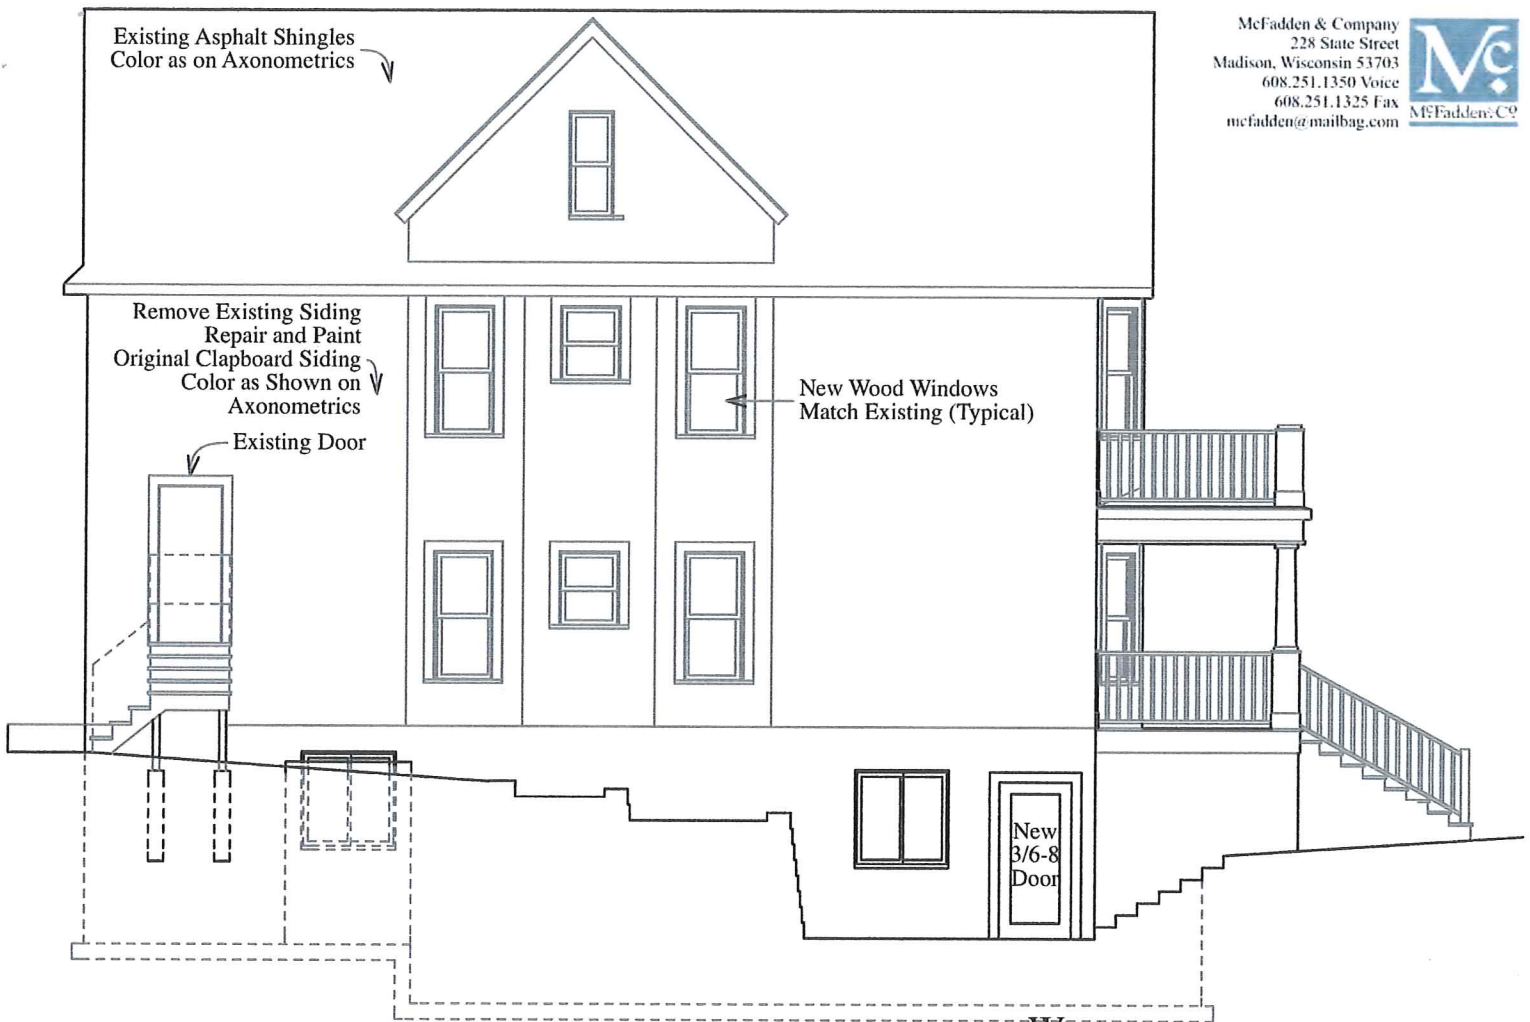 Existing Asphalt Shingles
Color as on Axonometrics
McFadden & Company
228 State Street
Madison, Wisconsin 53703
608.251.1350 Voice
608.251.1325 Fax
mcfadden@mailbag.com
Mc
McFadden & Co
Remove Existing Siding
Repair and Paint
Original Clapboard Siding
Color as Shown on
Axonometrics
Existing Door
New Wood Windows
Match Existing (Typical)
New
3/6-8
Door